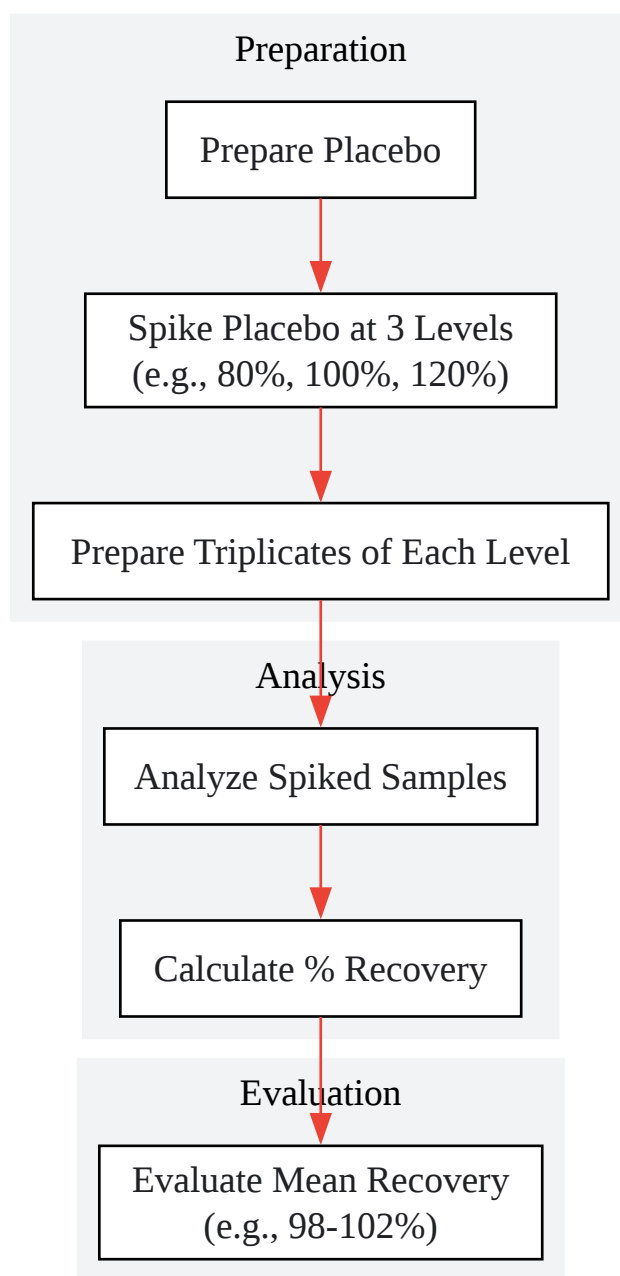 Preparation
Prepare Placebo
Spike Placebo at 3 Levels
(e.g., 80%, 100%, 120%)
Prepare Triplicates of Each Level
Analysis
Analyze Spiked Samples
Calculate % Recovery
Evaluation
Evaluate Mean Recovery
(e.g., 98-102%)